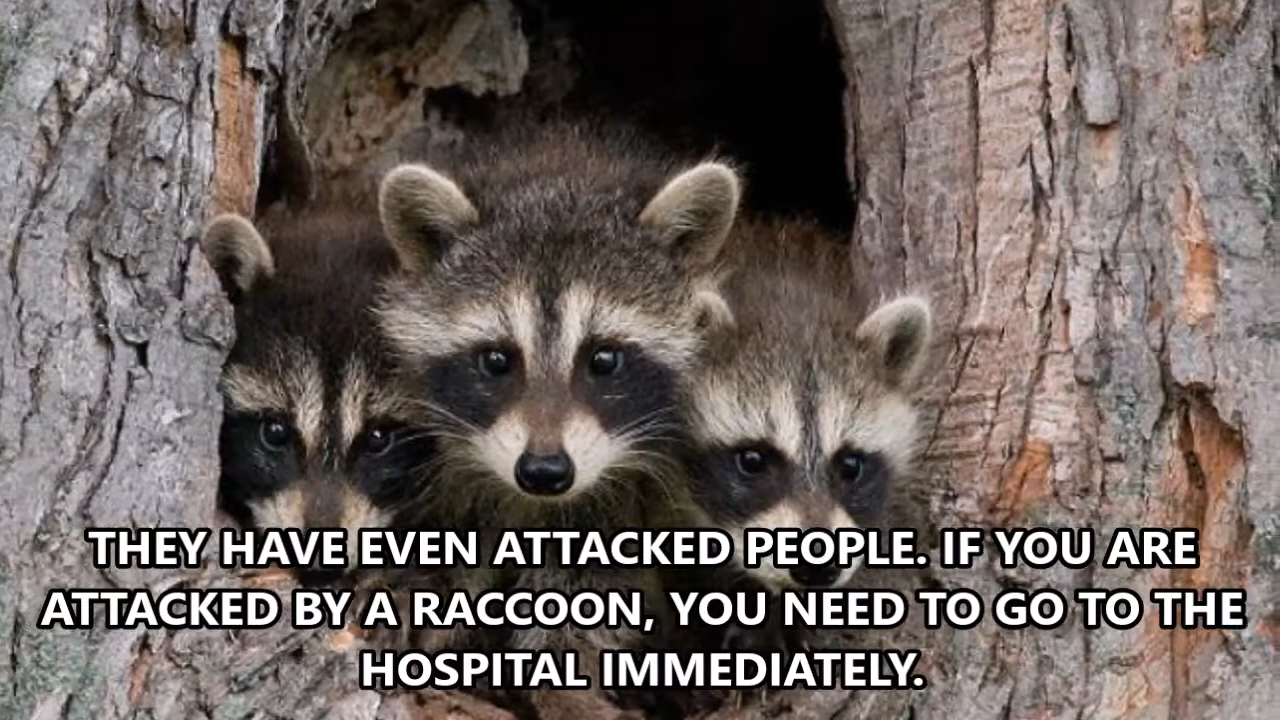 THEY HAVE EVEN ATTACKED PEOPLE. IF YOU ARE
ATTACKED BY A RACCOON, YOU NEED TO GO TO THE
HOSPITAL IMMEDIATELY.